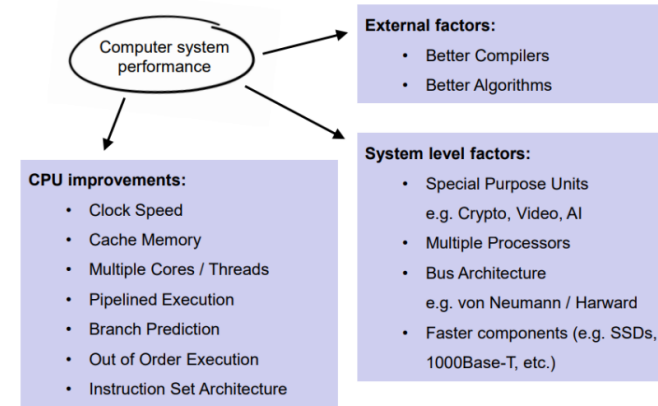 Computer system
performance
External factors:
• Better Compilers
• Better Algorithms
System level factors:
• Special Purpose Units
e.g. Crypto, Video, AI
• Multiple Processors
• Bus Architecture
e.g. von Neumann / Harward
• Faster components (e.g. SSDs,
1000Base-T, etc.)
CPU improvements:
• Clock Speed
• Cache Memory
• Multiple Cores / Threads
• Pipelined Execution
• Branch Prediction
• Out of Order Execution
• Instruction Set Architecture